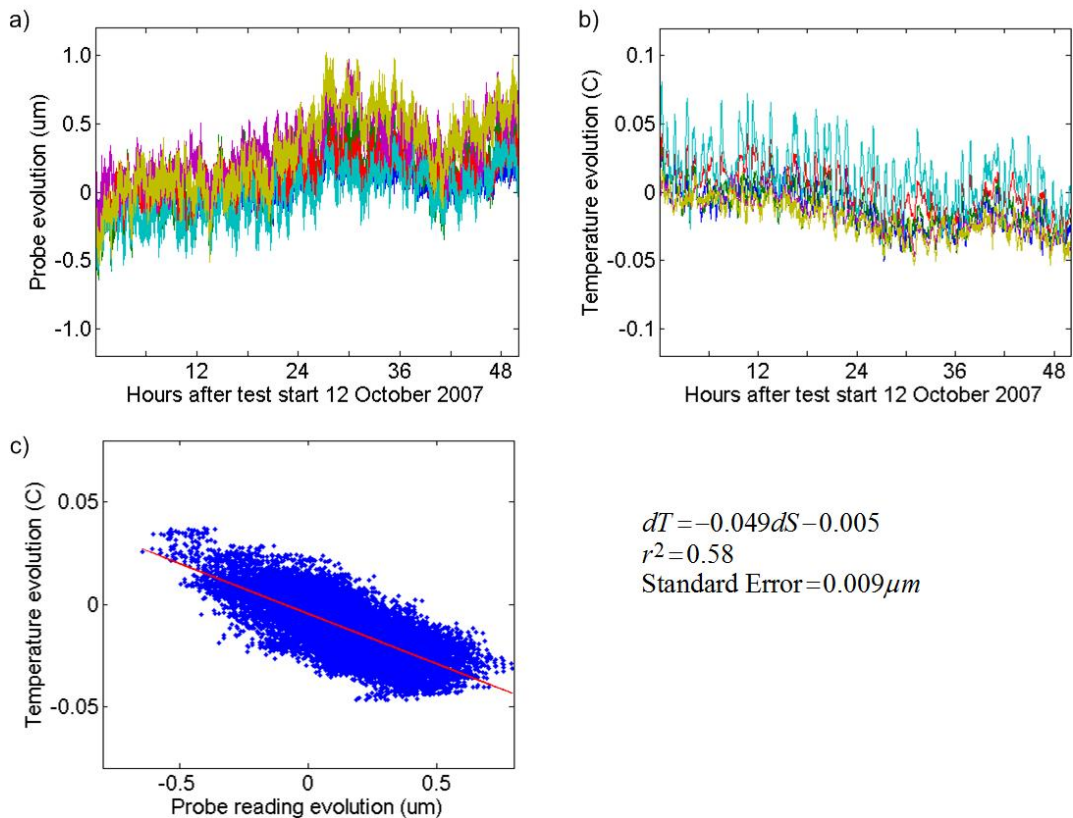 a)
Probe evolution (um)
1.0
0.5
0
-0.5
-1.0
12 24 36 48
Hours after test start 12 October 2007
b)
Temperature evolution (C)
0.1
0.05
0
-0.05
-0.1
12 24 36 48
Hours after test start 12 October 2007
c)
Temperature evolution (C)
0.05
0
-0.05
-0.5 0 0.5
Probe reading evolution (um)
dT = -0.049dS - 0.005
r² = 0.58
Standard Error = 0.009μm